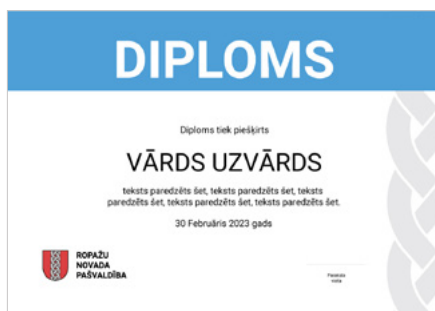 DIPLOMS
Diploms tiek piešķirts
VĀRDS UZVĀRDS
teksts paredzēts šet, teksts paredzēts šet, teksts
paredzēts šet, teksts paredzēts šet, teksts paredzēts šet.
30 Februāris 2023 gads
ROPAŽU
NOVADA
PAŠVALDĪBA
vieta